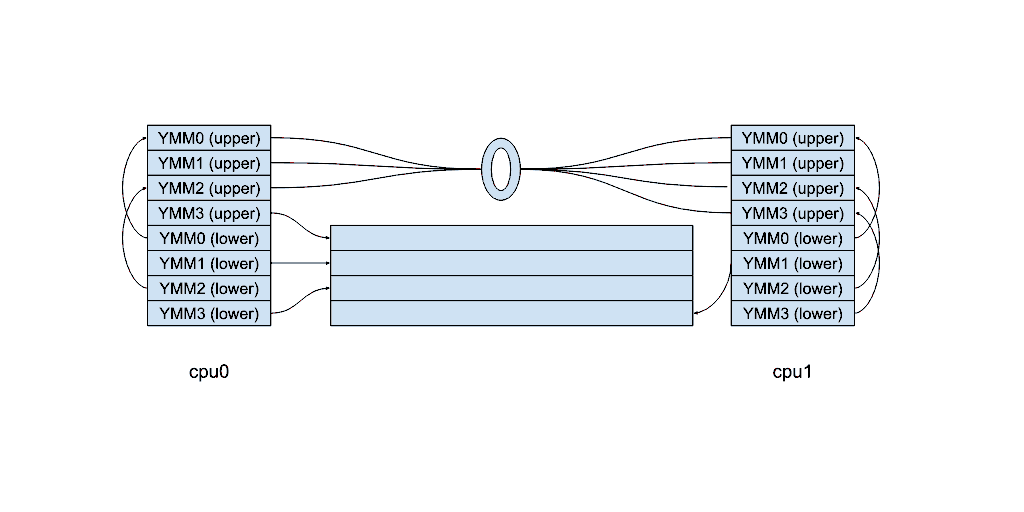 YMM0 (upper)
YMM1 (upper)
YMM2 (upper)
YMM3 (upper)
YMM0 (lower)
YMM1 (lower)
YMM2 (lower)
YMM3 (lower)
cpu0
YMM0 (upper)
YMM1 (upper)
YMM2 (upper)
YMM3 (upper)
YMM0 (lower)
YMM1 (lower)
YMM2 (lower)
YMM3 (lower)
cpu1